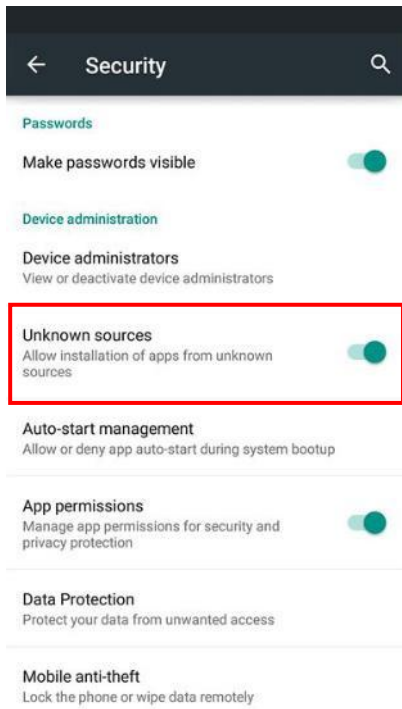 Security
Passwords
Make passwords visible
Device administration
Device administrators
View or deactivate device administrators
Unknown sources
Allow installation of apps from unknown
sources
Auto-start management
Allow or deny app auto-start during system bootup
App permissions
Manage app permissions for security and
privacy protection
Data Protection
Protect your data from unwanted access
Mobile anti-theft
Lock the phone or wipe data remotely